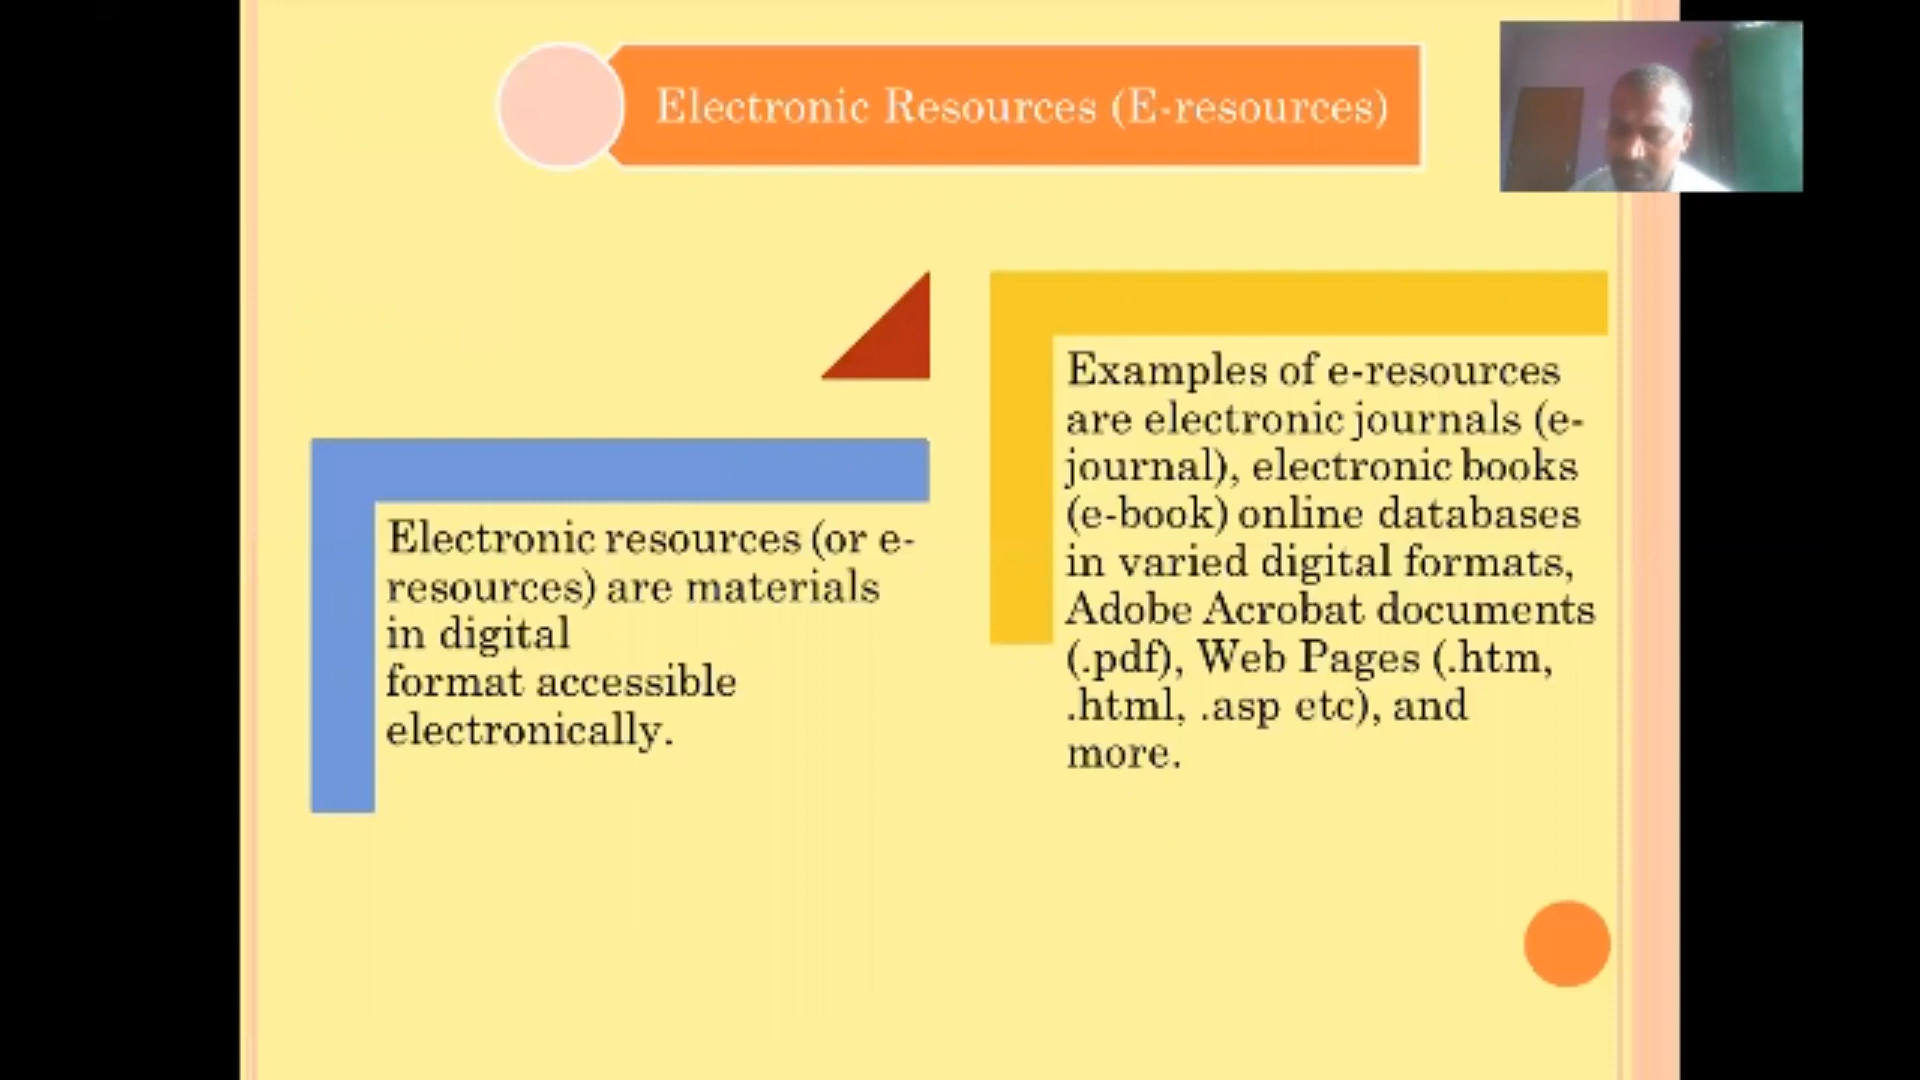 Electronic Resources (E-resources)
Electronic resources (or e-
resources) are materials
in digital
format accessible
electronically.
Examples of e-resources
are electronic journals (e-
journal), electronic books
(e-book) online databases
in varied digital formats,
Adobe Acrobat documents
(.pdf), Web Pages (.htm,
.html, .asp etc), and
more.